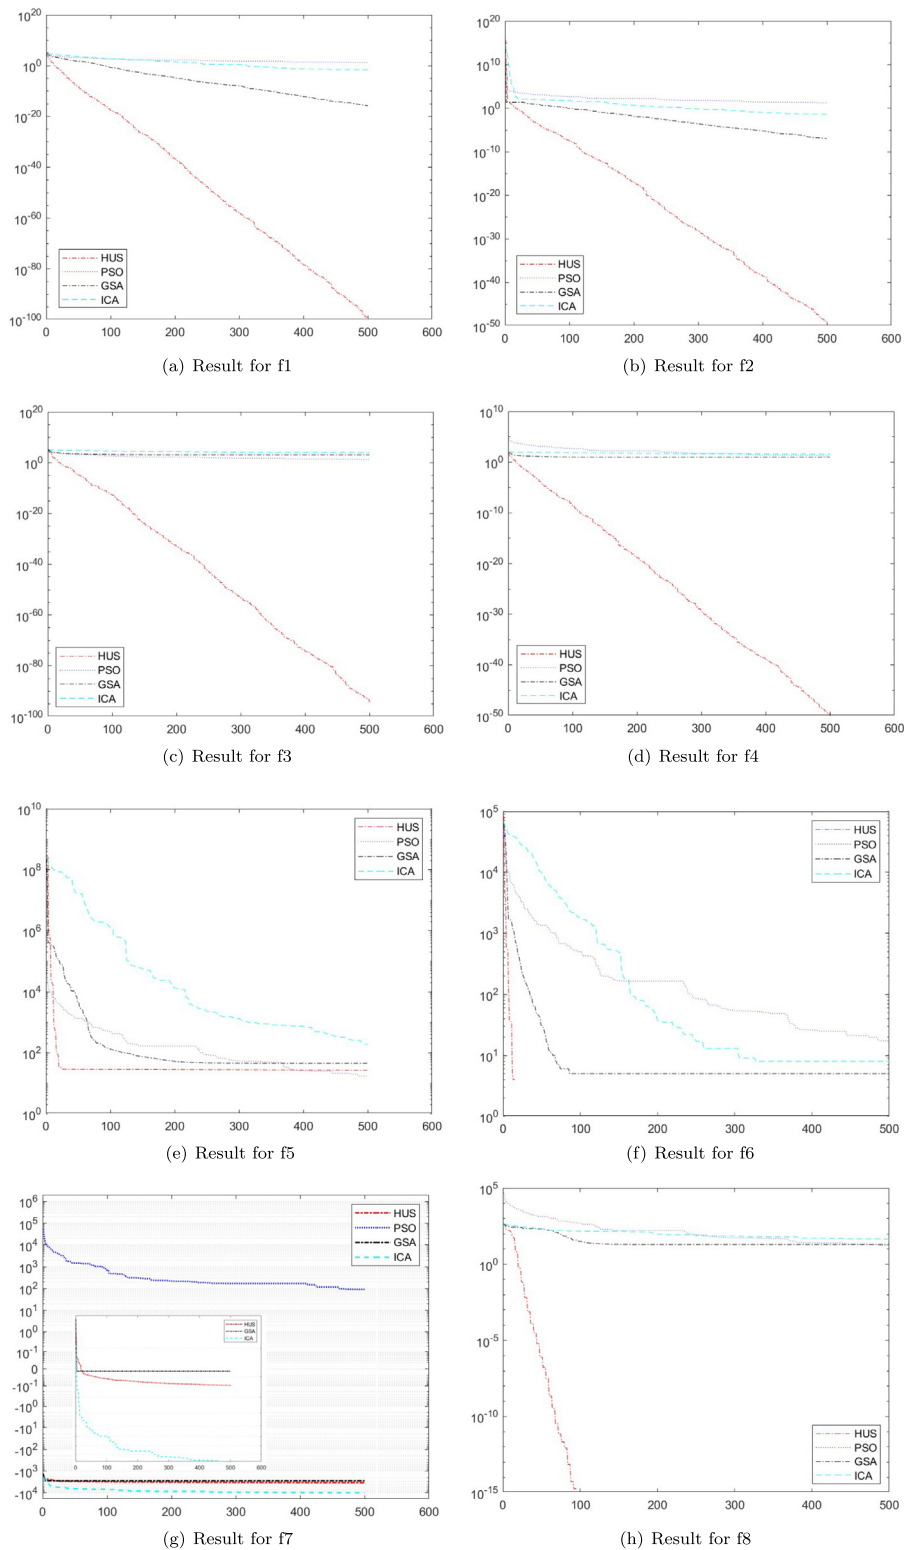 10^20
10^0
10^-20
10^-40
10^-60
10^-80
10^-100
0 100 200 300 400 500 600
HUS
PSO
GSA
ICA
(a) Result for f1
10^20
10^10
10^0
10^-10
10^-20
10^-30
10^-40
10^-50
0 100 200 300 400 500 600
HUS
PSO
GSA
ICA
(b) Result for f2
10^20
10^0
10^-20
10^-40
10^-60
10^-80
10^-100
0 100 200 300 400 500 600
HUS
PSO
GSA
ICA
(c) Result for f3
10^10
10^0
10^-10
10^-20
10^-30
10^-40
10^-50
0 100 200 300 400 500 600
HUS
PSO
GSA
ICA
(d) Result for f4
10^10
10^8
10^6
10^4
10^2
10^0
0 100 200 300 400 500 600
HUS
PSO
GSA
ICA
(e) Result for f5
10^5
10^4
10^3
10^2
10^1
10^0
0 100 200 300 400 500
HUS
PSO
GSA
ICA
(f) Result for f6
10^6
10^5
10^4
10^3
10^2
10^1
10^0
10^-1
0
-10^-1
-10^0
-10^1
-10^2
-10^3
-10^4
0 100 200 300 400 500 600
HUS
PSO
GSA
ICA
HUS
GSA
ICA
0 100 200 300 400 500 600
(g) Result for f7
10^5
10^0
10^-5
10^-10
10^-15
0 100 200 300 400 500
HUS
PSO
GSA
ICA
(h) Result for f8